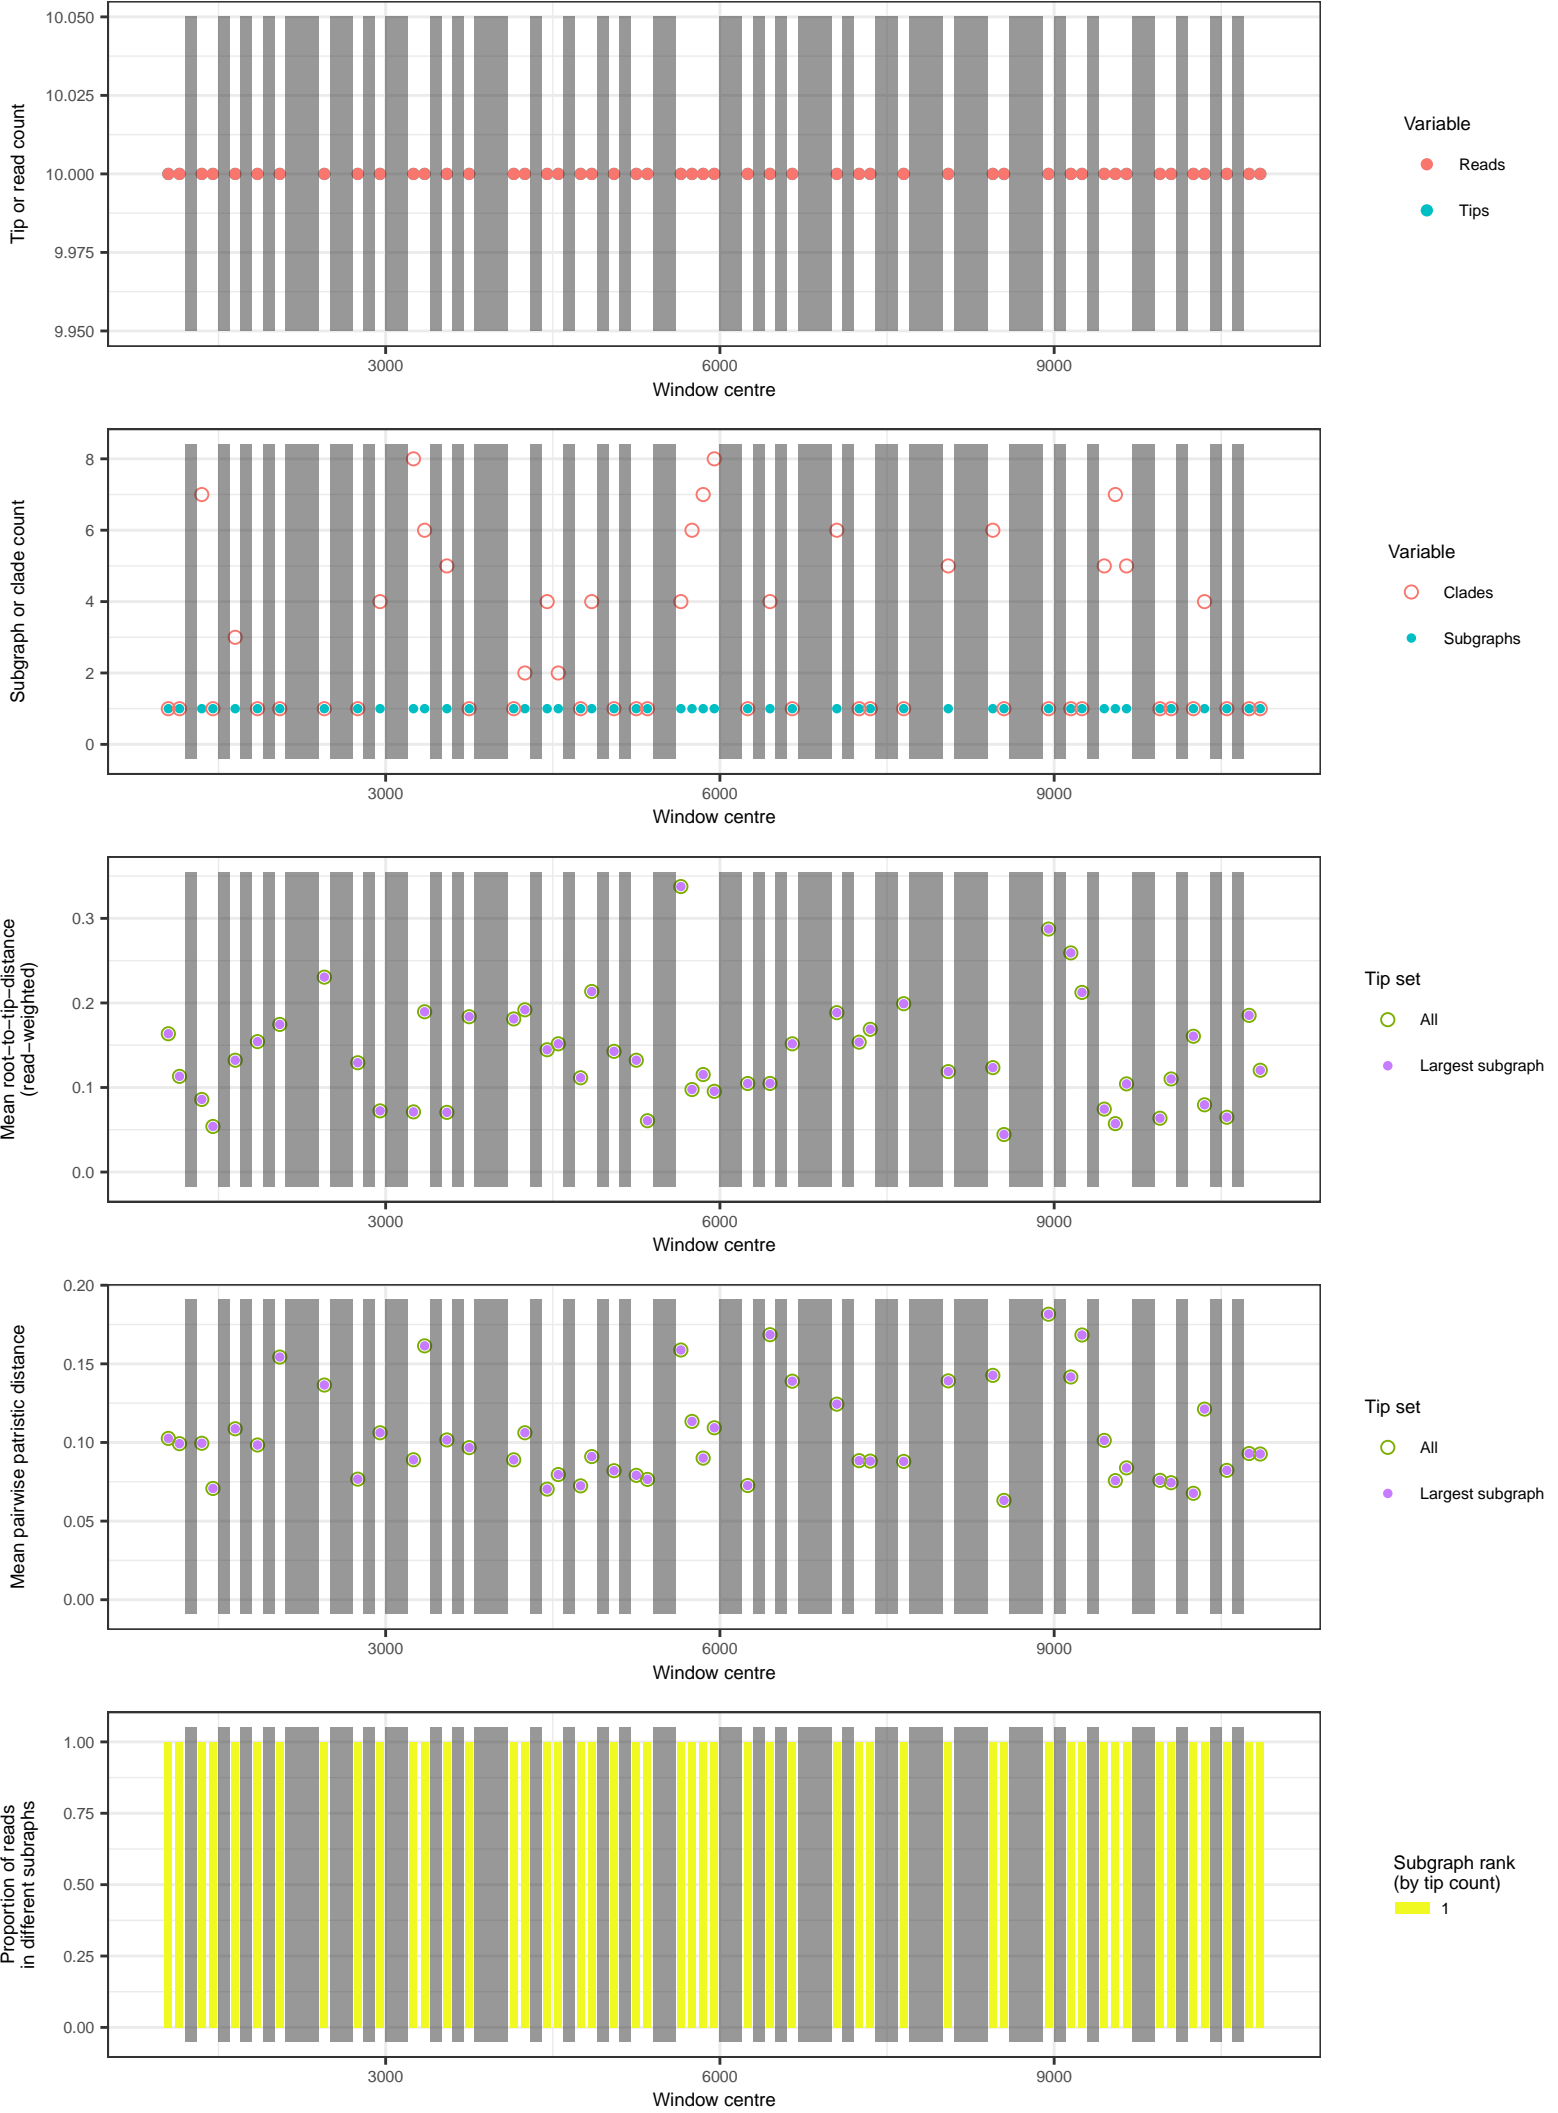 10.050
10.025
10.000
9.975
9.950
Tip or read count
3000 6000 9000
Window centre
Variable
Reads
Tips
8
6
4
2
0
Subgraph or clade count
3000 6000 9000
Window centre
Variable
Clades
Subgraphs
0.3
0.2
0.1
0.0
Mean root−to−tip−distance
(read−weighted)
3000 6000 9000
Window centre
Tip set
All
Largest subgraph
0.20
0.15
0.10
0.05
0.00
Mean pairwise patristic distance
3000 6000 9000
Window centre
Tip set
All
Largest subgraph
1.00
0.75
0.50
0.25
0.00
Proportion of reads
in different subraphs
3000 6000 9000
Window centre
Subgraph rank
(by tip count)
1